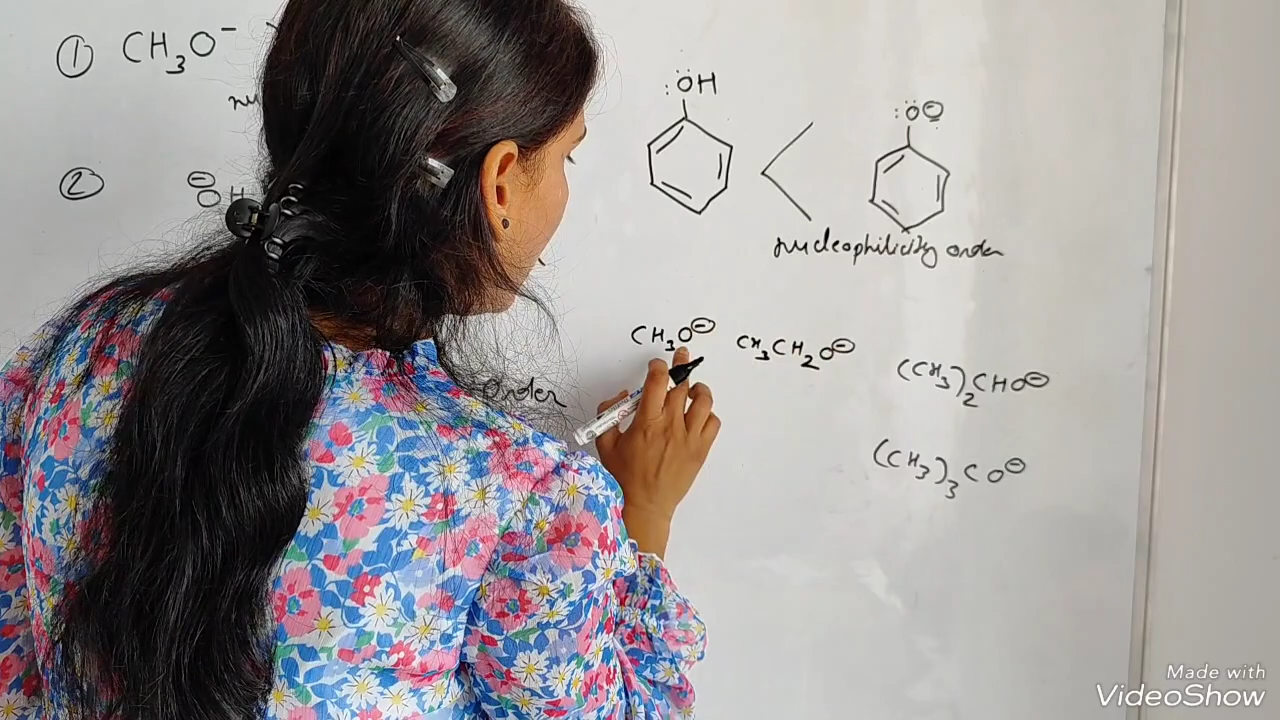 ① CH₃O⁻
② ⊖OH
:ÖH
:Ö⊖
nucleophilicity order
CH₃O⊖ CH₃CH₂O⊖ (CH₃)₂CHO⊖
order
(CH₃)₃CO⊖
Made with
VideoShow